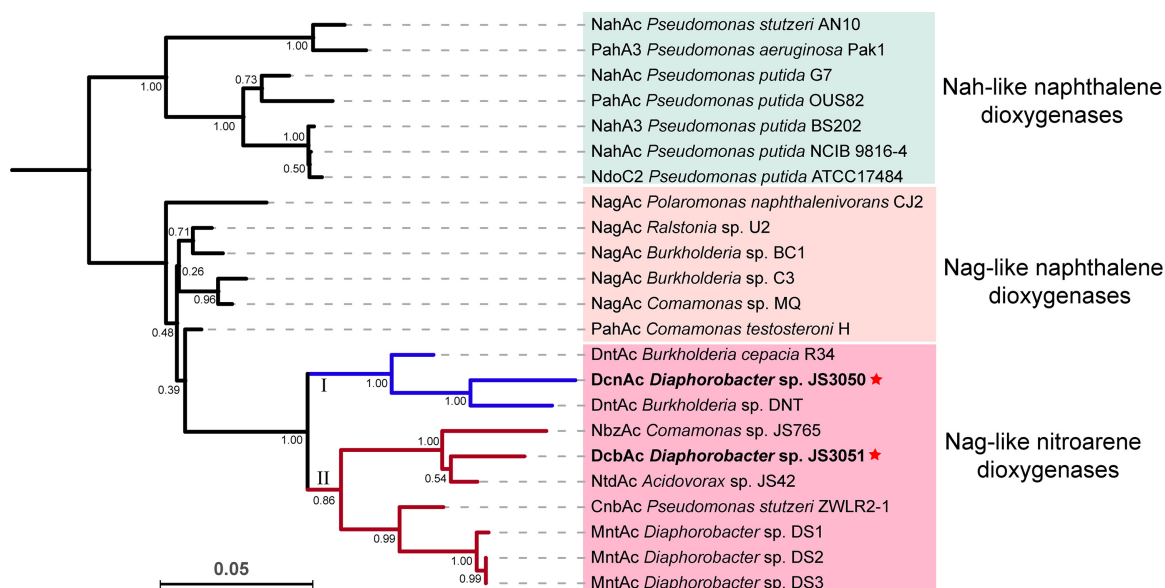 NahAc Pseudomonas stutzeri AN10
1.00
PahA3 Pseudomonas aeruginosa Pak1
1.00
0.73
NahAc Pseudomonas putida G7
PahAc Pseudomonas putida OUS82
1.00
NahA3 Pseudomonas putida BS202
1.00
NahAc Pseudomonas putida NCIB 9816-4
0.50
NdoC2 Pseudomonas putida ATCC17484
Nah-like naphthalene
dioxygenases
NagAc Polaromonas naphthalenivorans CJ2
0.71
NagAc Ralstonia sp. U2
NagAc Burkholderia sp. BC1
0.26
NagAc Burkholderia sp. C3
0.96
NagAc Comamonas sp. MQ
0.48
PahAc Comamonas testosteroni H
Nag-like naphthalene
dioxygenases
0.39
DntAc Burkholderia cepacia R34
I
1.00
DcnAc Diaphorobacter sp. JS3050
1.00
DntAc Burkholderia sp. DNT
1.00
NbzAc Comamonas sp. JS765
1.00
DcbAc Diaphorobacter sp. JS3051
II
0.54
NtdAc Acidovorax sp. JS42
0.86
CnbAc Pseudomonas stutzeri ZWLR2-1
0.99
MntAc Diaphorobacter sp. DS1
1.00
MntAc Diaphorobacter sp. DS2
0.99
MntAc Diaphorobacter sp. DS3
Nag-like nitroarene
dioxygenases
0.05